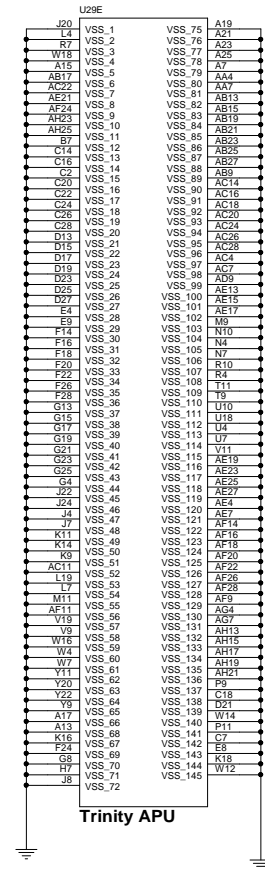 U29E
J20 VSS_1 VSS_75 A19
L4 VSS_2 VSS_76 A21
R7 VSS_3 VSS_77 A23
W18 VSS_4 VSS_78 A25
A15 VSS_5 VSS_79 A7
AB17 VSS_6 VSS_80 AA4
AC22 VSS_7 VSS_81 AA7
AE21 VSS_8 VSS_82 AB13
AF24 VSS_9 VSS_83 AB15
AH23 VSS_10 VSS_84 AB19
AH25 VSS_11 VSS_85 AB21
B7 VSS_12 VSS_86 AB23
C14 VSS_13 VSS_87 AB25
C16 VSS_14 VSS_88 AB27
C2 VSS_15 VSS_89 AB9
C20 VSS_16 VSS_90 AC14
C22 VSS_17 VSS_91 AC16
C24 VSS_18 VSS_92 AC18
C26 VSS_19 VSS_93 AC20
C28 VSS_20 VSS_94 AC24
D13 VSS_21 VSS_95 AC26
D15 VSS_22 VSS_96 AC28
D17 VSS_23 VSS_97 AC4
D19 VSS_24 VSS_98 AC7
D23 VSS_25 VSS_99 AD9
D25 VSS_26 VSS_100 AE13
D27 VSS_27 VSS_101 AE15
E4 VSS_28 VSS_102 AE17
E9 VSS_29 VSS_103 M9
F14 VSS_30 VSS_104 N10
F16 VSS_31 VSS_105 N4
F18 VSS_32 VSS_106 N7
F20 VSS_33 VSS_107 R10
F22 VSS_34 VSS_108 R4
F26 VSS_35 VSS_109 T11
F28 VSS_36 VSS_110 T9
G13 VSS_37 VSS_111 U10
G15 VSS_38 VSS_112 U18
G17 VSS_39 VSS_113 U4
G19 VSS_40 VSS_114 U7
G21 VSS_41 VSS_115 V11
G23 VSS_42 VSS_116 AE19
G25 VSS_43 VSS_117 AE23
G4 VSS_44 VSS_118 AE25
J22 VSS_45 VSS_119 AE27
J24 VSS_46 VSS_120 AE4
J4 VSS_47 VSS_121 AE7
J7 VSS_48 VSS_122 AF14
K11 VSS_49 VSS_123 AF16
K14 VSS_50 VSS_124 AF18
K9 VSS_51 VSS_125 AF20
AC11 VSS_52 VSS_126 AF22
L19 VSS_53 VSS_127 AF26
L7 VSS_54 VSS_128 AF28
M11 VSS_55 VSS_129 AF9
AF11 VSS_56 VSS_130 AG4
V19 VSS_57 VSS_131 AG7
V9 VSS_58 VSS_132 AH13
W16 VSS_59 VSS_133 AH15
W4 VSS_60 VSS_134 AH17
W7 VSS_61 VSS_135 AH19
Y11 VSS_62 VSS_136 AH21
Y20 VSS_63 VSS_137 P9
Y22 VSS_64 VSS_138 C18
Y9 VSS_65 VSS_139 D21
A17 VSS_66 VSS_140 W14
A13 VSS_67 VSS_141 P11
K16 VSS_68 VSS_142 C7
F24 VSS_69 VSS_143 E8
G8 VSS_70 VSS_144 K18
H7 VSS_71 VSS_145 W12
J8 VSS_72
Trinity APU